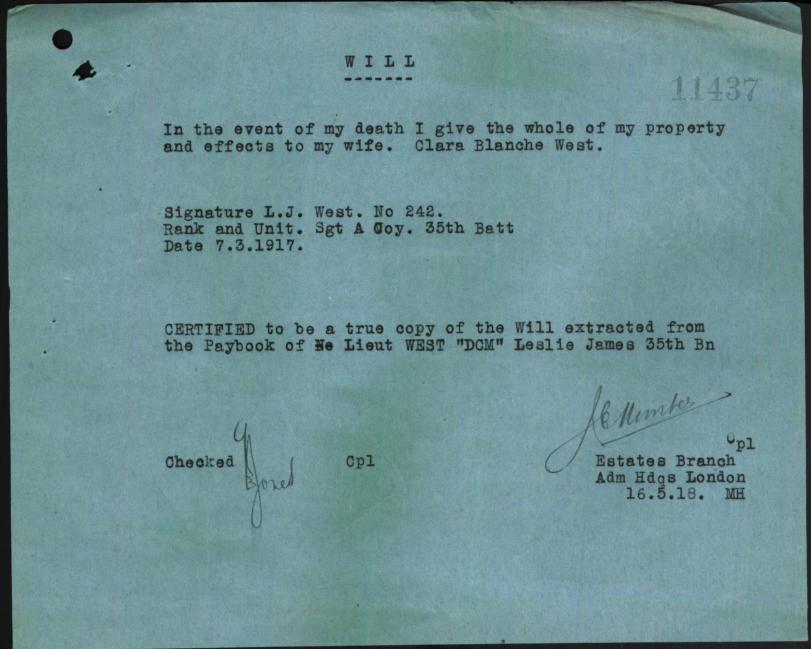 WILL
11437
In the event of my death I give the whole of my property
and effects to my wife. Clara Blanche West.
Signature L.J. West. No 242.
Rank and Unit. Sgt A Coy. 35th Batt
Date 7.3.1917.
CERTIFIED to be a true copy of the Will extracted from
the Paybook of Ne Lieut WEST "DCM" Leslie James 35th Bn
Checked Jones Cpl
Cpl
Estates Branch
Adm Hdqs London
16.5.18. MH